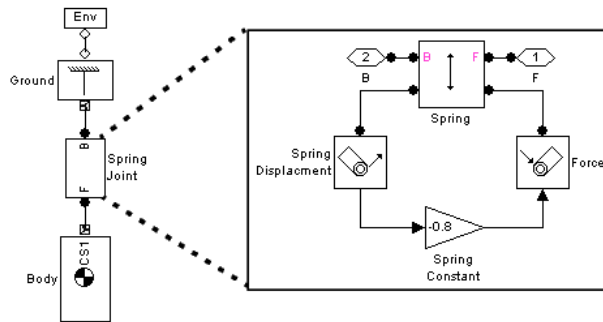 Env
Ground
B
Spring
Joint
F
CS1
Body
2
B
B
F
1
F
Spring
Spring
Displacment
Force
-0.8
Spring
Constant